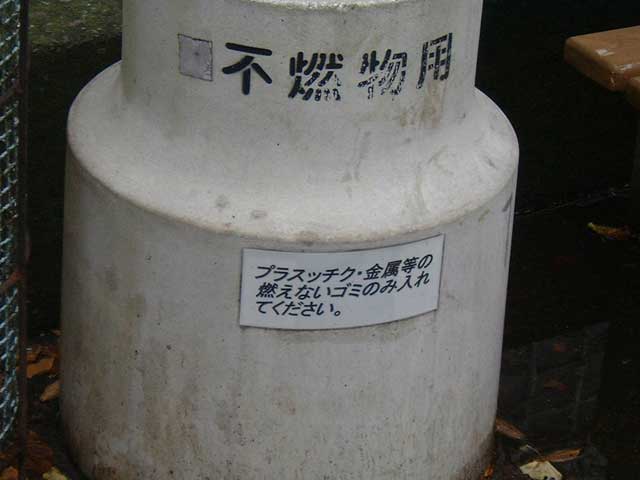 不燃物用
プラスッチク・金属等の
燃えないゴミのみ入れ
てください。